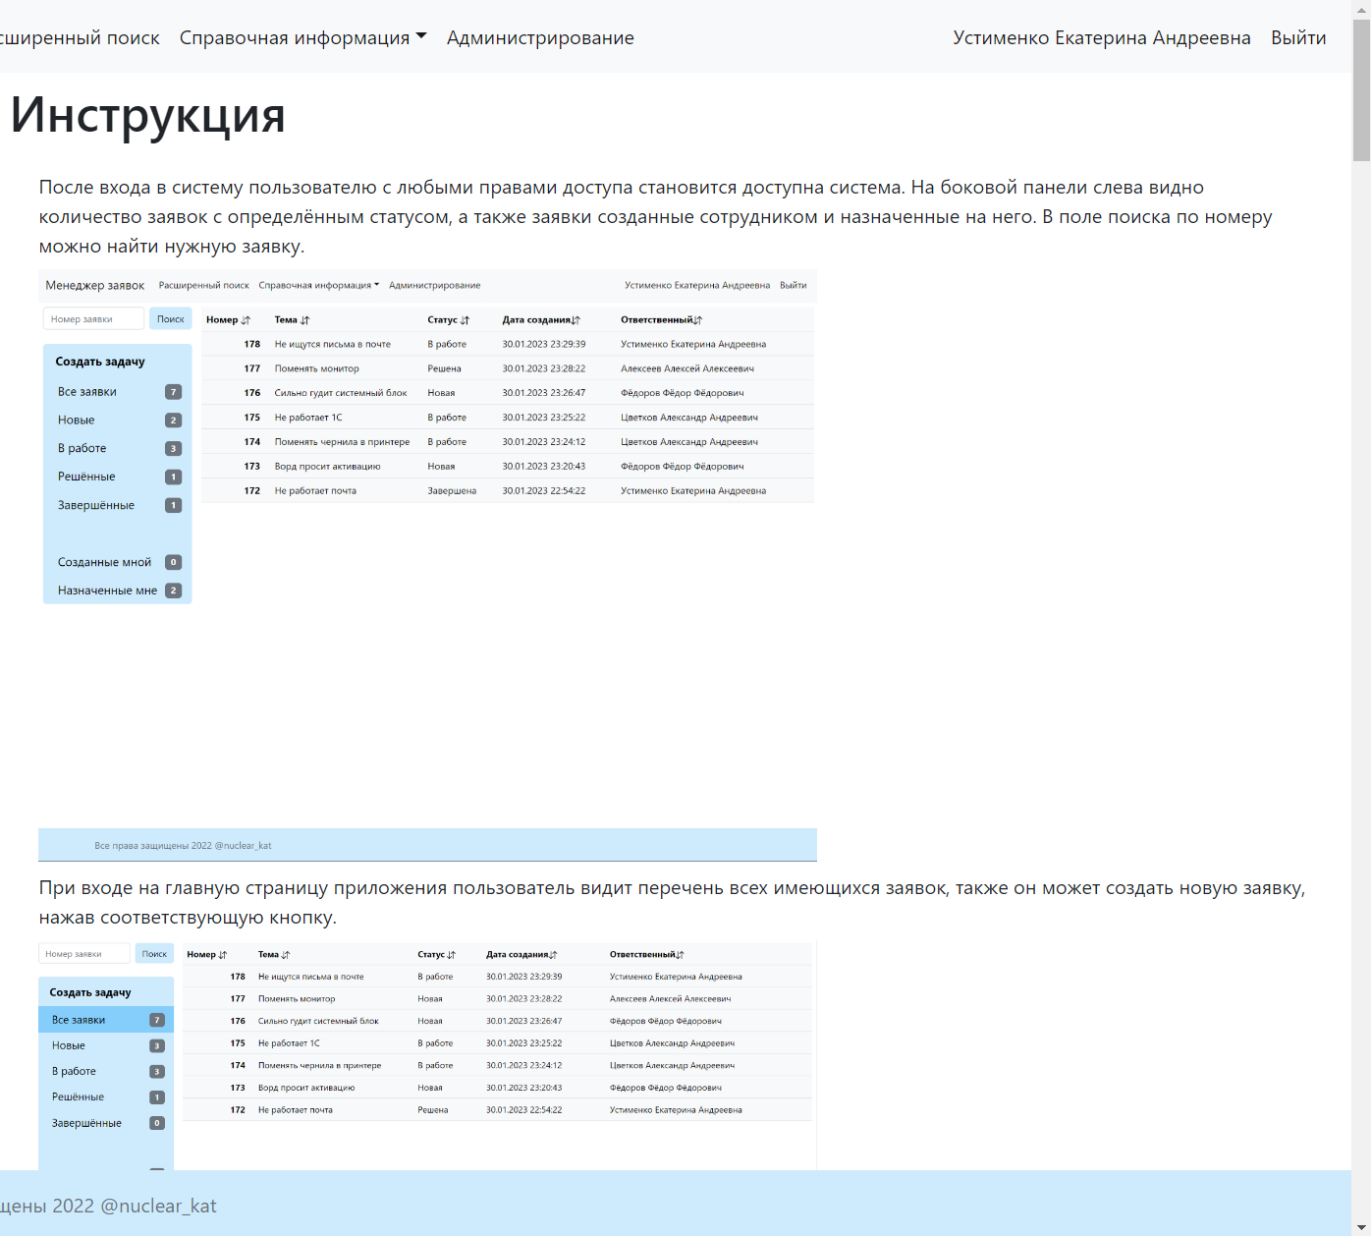 сширенный поиск Справочная информация Администрирование Устименко Екатерина Андреевна Выйти
Инструкция
После входа в систему пользователю с любыми правами доступа становится доступна система. На боковой панели слева видно
количество заявок с определённым статусом, а также заявки созданные сотрудником и назначенные на него. В поле поиска по номеру
можно найти нужную заявку.
Менеджер заявок Расширенный поиск Справочная информация Администрирование Устименко Екатерина Андреевна Выйти
Номер заявки Поиск Номер Тема Статус Дата создания Ответственный
178 Не ищутся письма в почте В работе 30.01.2023 23:29:39 Устименко Екатерина Андреевна
Создать задачу
177 Поменять монитор Решена 30.01.2023 23:28:22 Алексеев Алексей Алексеевич
Все заявки 7
176 Сильно гудит системный блок Новая 30.01.2023 23:26:47 Фёдоров Фёдор Фёдорович
Новые 2
175 Не работает 1С В работе 30.01.2023 23:25:22 Цветков Александр Андреевич
В работе 3
174 Поменять чернила в принтере В работе 30.01.2023 23:24:12 Цветков Александр Андреевич
Решённые 1
173 Ворд просит активацию Новая 30.01.2023 23:20:43 Фёдоров Фёдор Фёдорович
Завершённые 1
172 Не работает почта Завершена 30.01.2023 22:54:22 Устименко Екатерина Андреевна
Созданные мной 0
Назначенные мне 2
Все права защищены 2022 @nuclear_kat
При входе на главную страницу приложения пользователь видит перечень всех имеющихся заявок, также он может создать новую заявку,
нажав соответствующую кнопку.
Номер заявки Поиск Номер Тема Статус Дата создания Ответственный
178 Не ищутся письма в почте В работе 30.01.2023 23:29:39 Устименко Екатерина Андреевна
Создать задачу
177 Поменять монитор Новая 30.01.2023 23:28:22 Алексеев Алексей Алексеевич
Все заявки 7
176 Сильно гудит системный блок Новая 30.01.2023 23:26:47 Фёдоров Фёдор Фёдорович
Новые 3
175 Не работает 1С В работе 30.01.2023 23:25:22 Цветков Александр Андреевич
В работе 3
174 Поменять чернила в принтере В работе 30.01.2023 23:24:12 Цветков Александр Андреевич
Решённые 1
173 Ворд просит активацию Новая 30.01.2023 23:20:43 Фёдоров Фёдор Фёдорович
Завершённые 0
172 Не работает почта Решена 30.01.2023 22:54:22 Устименко Екатерина Андреевна
щены 2022 @nuclear_kat